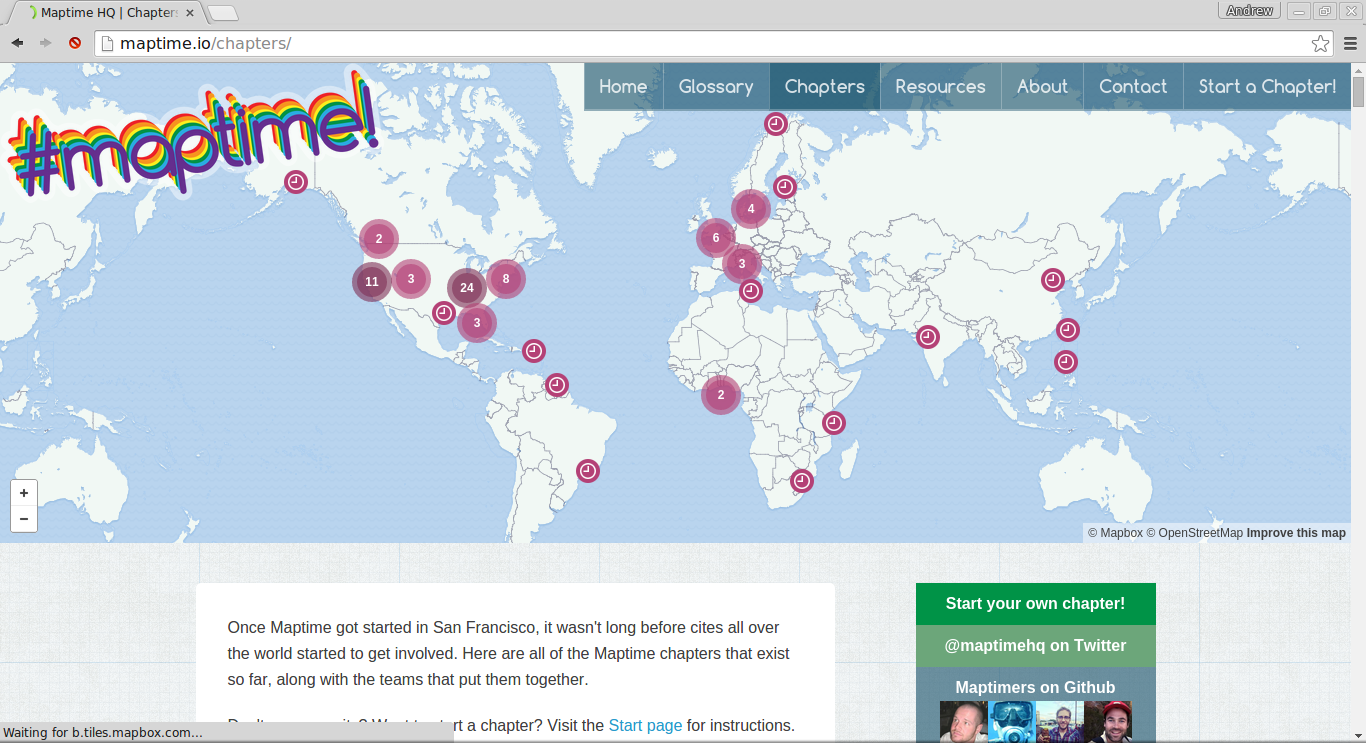 Maptime HQ | Chapters
Andrew
maptime.io/chapters/
#maptime!
Home Glossary Chapters Resources About Contact Start a Chapter!
4
2
6
3
11
3
24
8
3
2
+
−
© Mapbox © OpenStreetMap Improve this map
Once Maptime got started in San Francisco, it wasn't long before cites all over
the world started to get involved. Here are all of the Maptime chapters that exist
so far, along with the teams that put them together.
rt a chapter? Visit the Start page for instructions.
Start your own chapter!
@maptimehq on Twitter
Maptimers on Github
Waiting for b.tiles.mapbox.com...